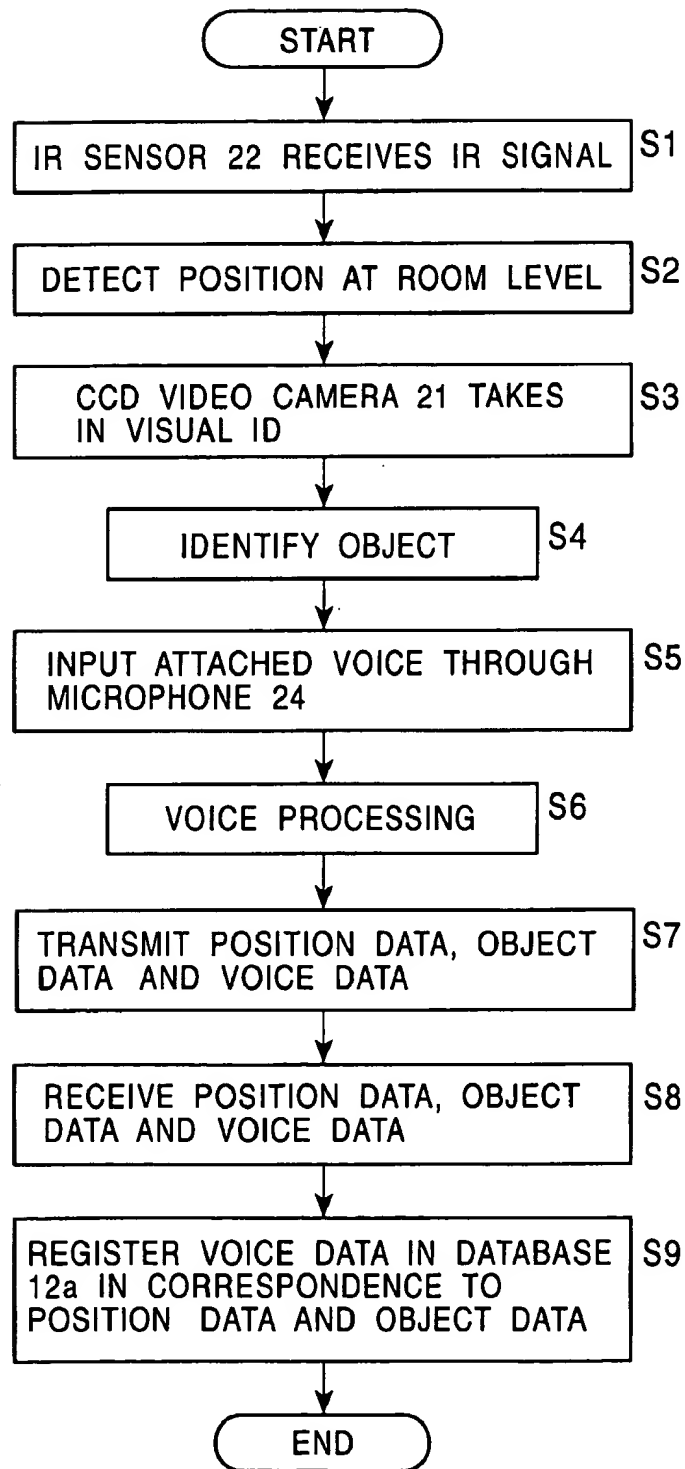 START
IR SENSOR 22 RECEIVES IR SIGNAL
S1
DETECT POSITION AT ROOM LEVEL
S2
CCD VIDEO CAMERA 21 TAKES
IN VISUAL ID
S3
IDENTIFY OBJECT
S4
INPUT ATTACHED VOICE THROUGH
MICROPHONE 24
S5
VOICE PROCESSING
S6
TRANSMIT POSITION DATA, OBJECT
DATA AND VOICE DATA
S7
RECEIVE POSITION DATA, OBJECT
DATA AND VOICE DATA
S8
REGISTER VOICE DATA IN DATABASE
12a IN CORRESPONDENCE TO
POSITION DATA AND OBJECT DATA
S9
END